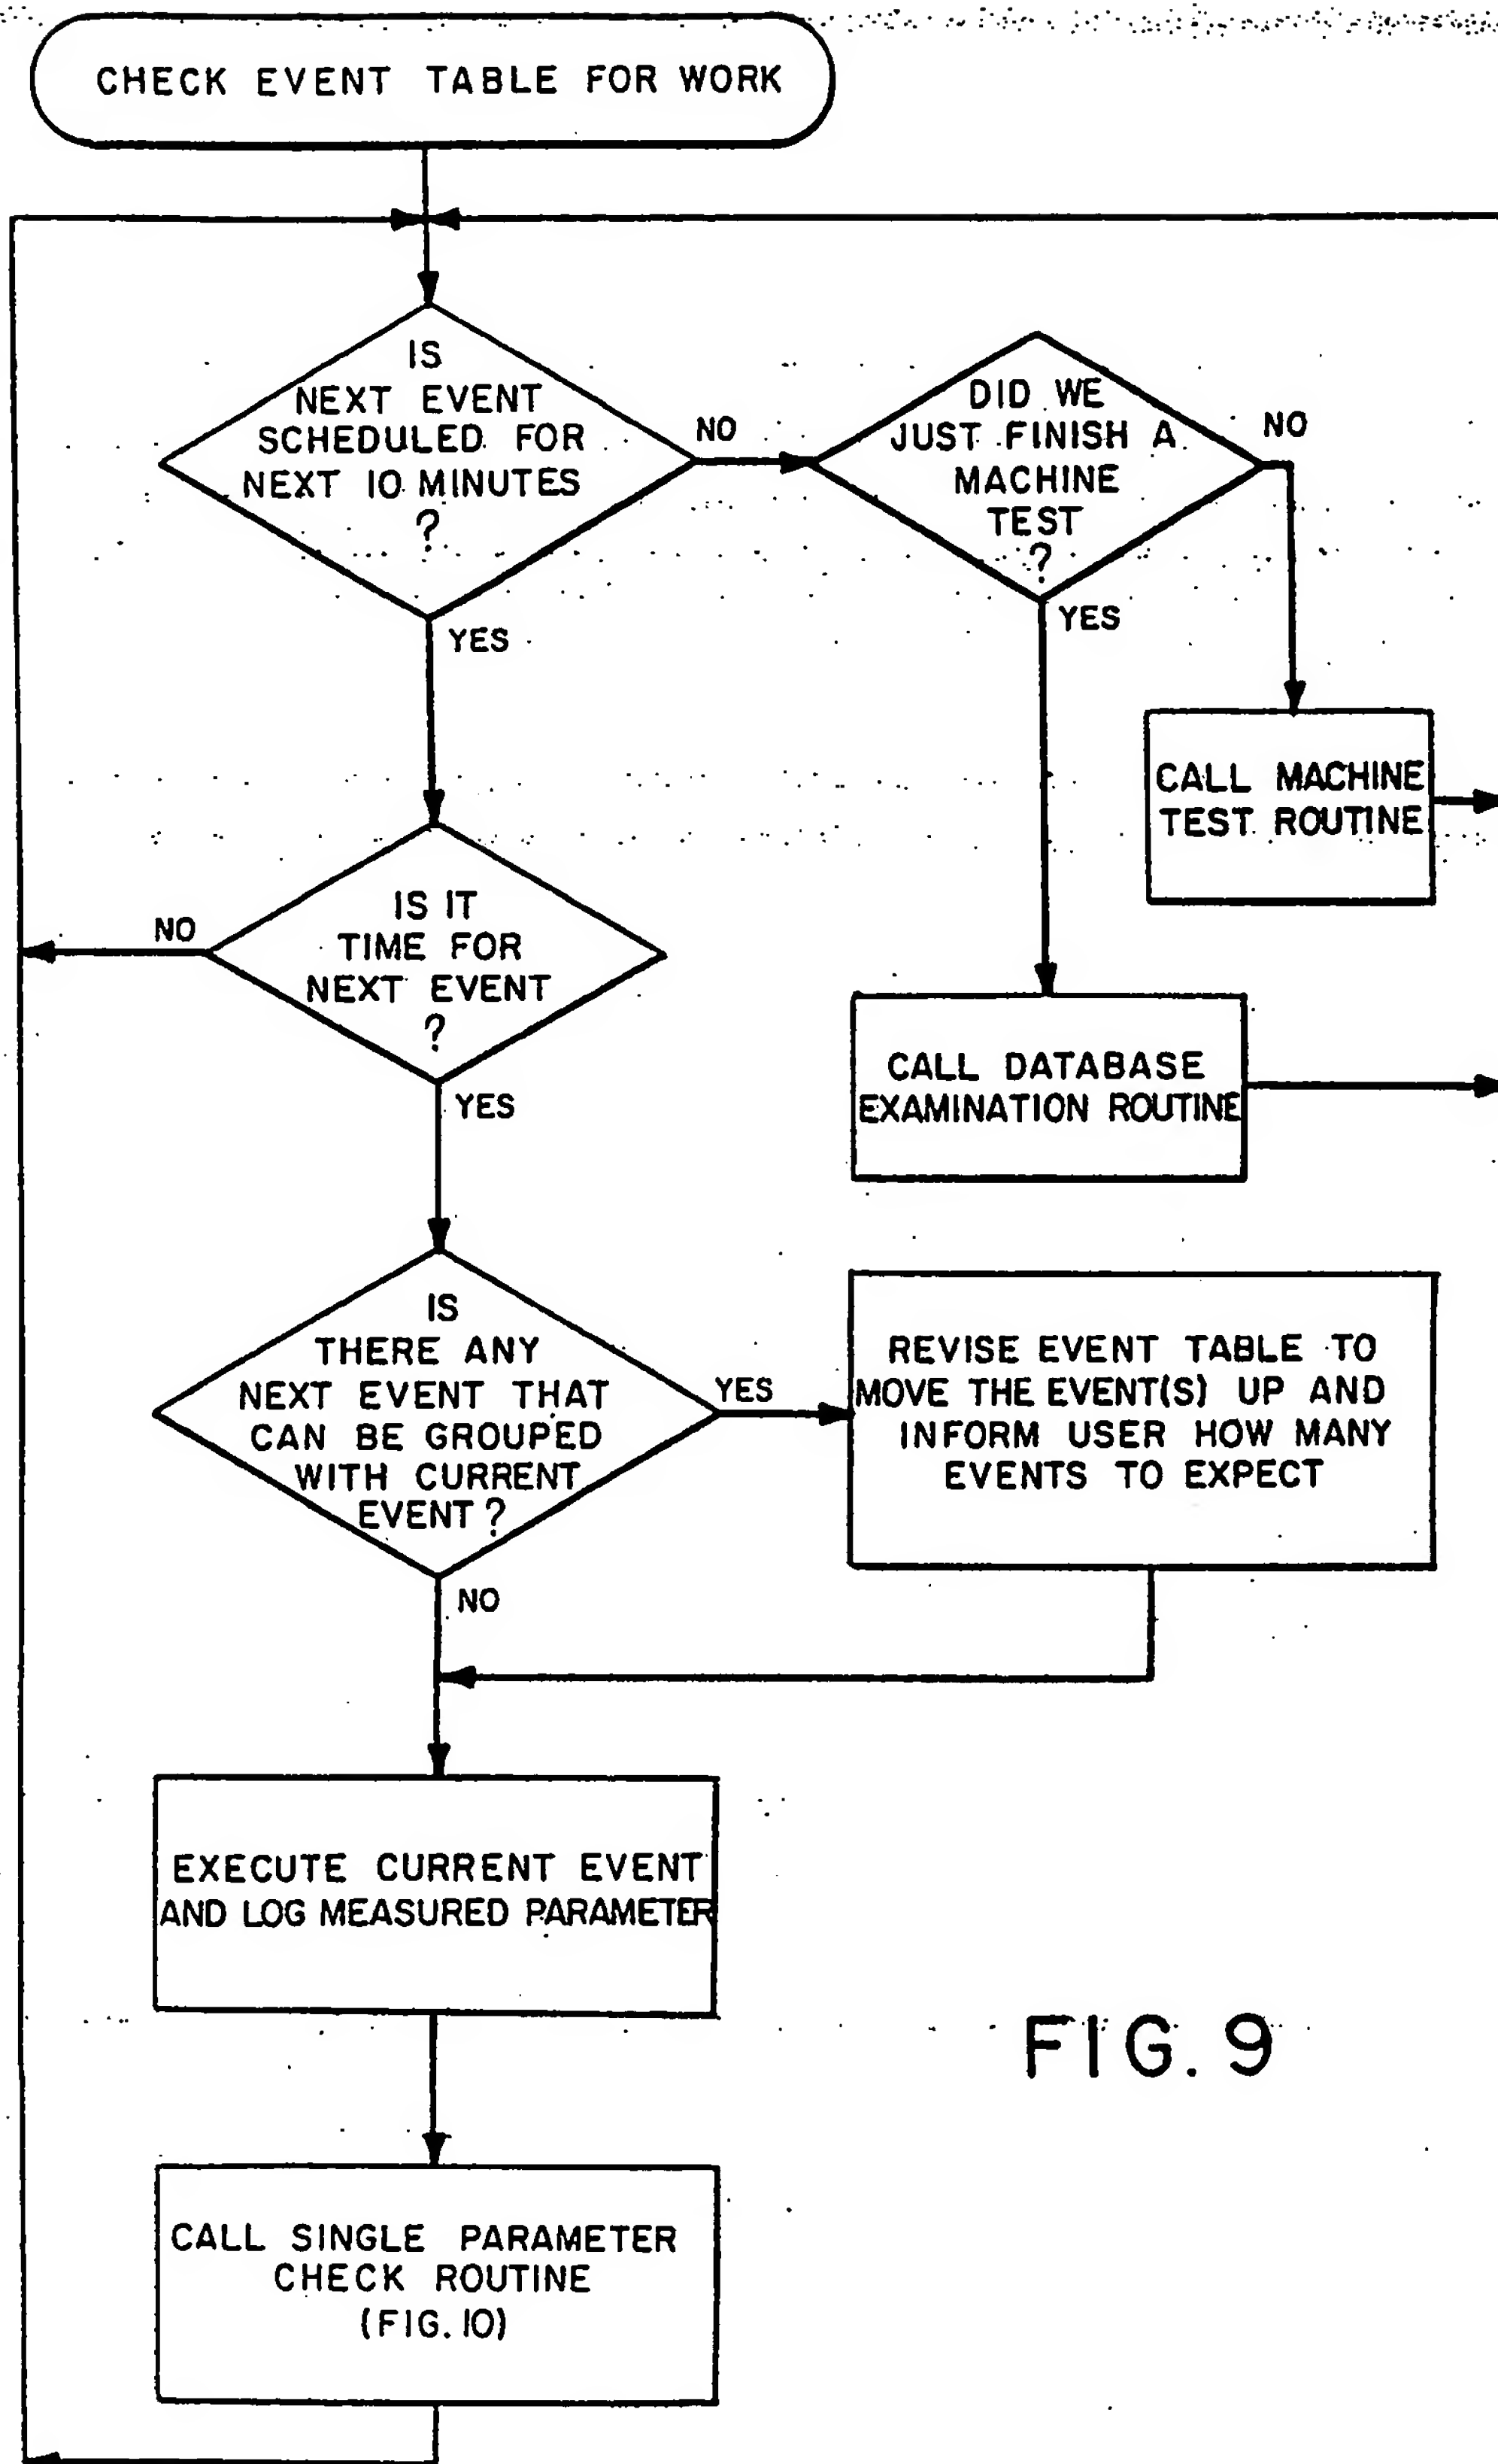 CHECK EVENT TABLE FOR WORK
IS
NEXT EVENT
SCHEDULED FOR
NEXT 10 MINUTES
?
NO
YES
DID WE
JUST FINISH A
MACHINE
TEST
?
NO
YES
CALL MACHINE
TEST ROUTINE
IS IT
TIME FOR
NEXT EVENT
?
NO
YES
CALL DATABASE
EXAMINATION ROUTINE
IS
THERE ANY
NEXT EVENT THAT
CAN BE GROUPED
WITH CURRENT
EVENT?
YES
NO
REVISE EVENT TABLE TO
MOVE THE EVENT(S) UP AND
INFORM USER HOW MANY
EVENTS TO EXPECT
EXECUTE CURRENT EVENT
AND LOG MEASURED PARAMETER
CALL SINGLE PARAMETER
CHECK ROUTINE
(FIG. 10)
FIG. 9